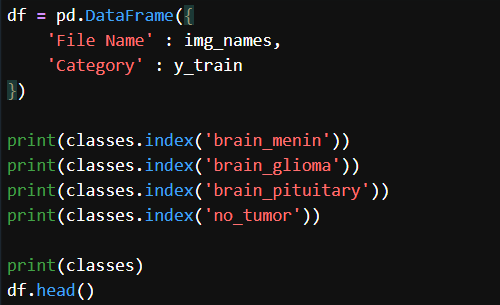 df = pd.DataFrame({
    'File Name' : img_names,
    'Category' : y_train
})

print(classes.index('brain_menin'))
print(classes.index('brain_glioma'))
print(classes.index('brain_pituitary'))
print(classes.index('no_tumor'))

print(classes)
df.head()